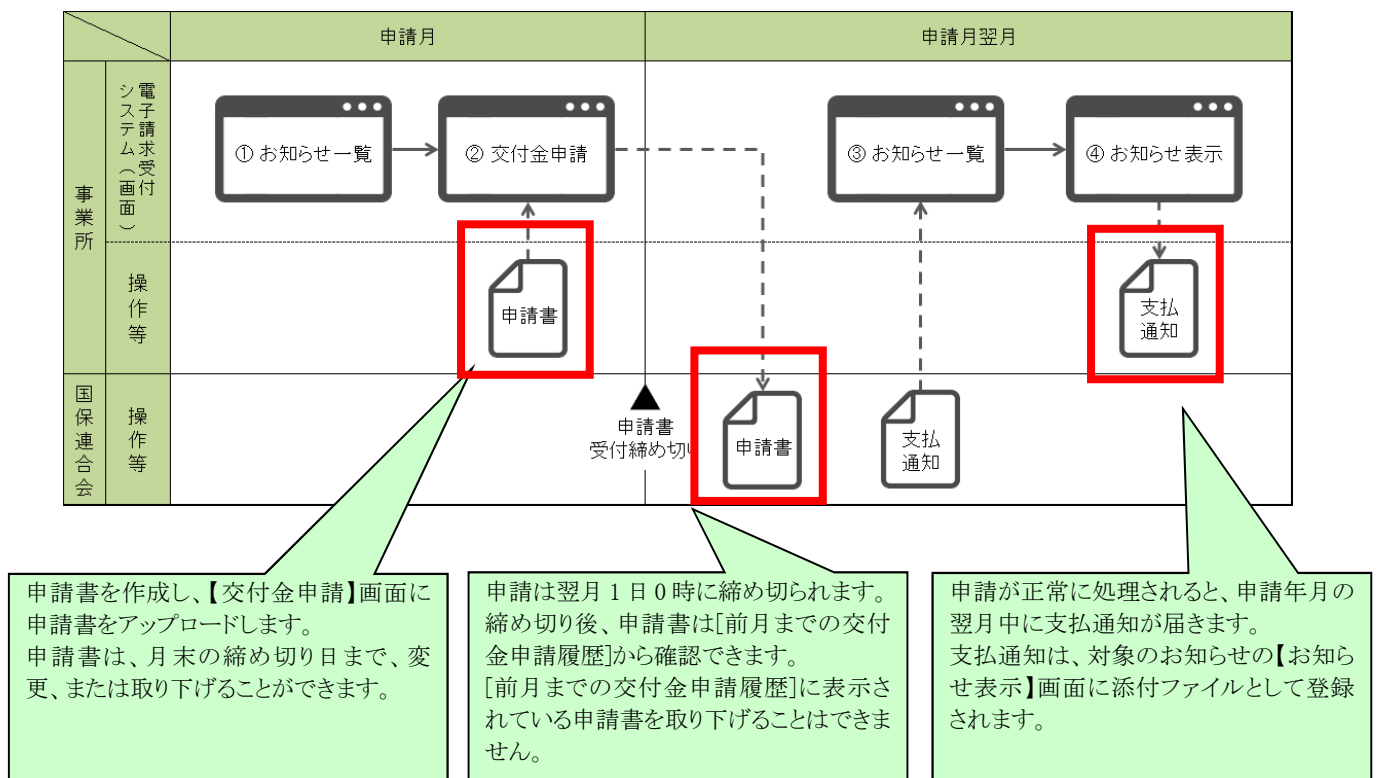 申請月
申請月翌月
事業所
電子請求受付
システム（画面）
① お知らせ一覧
② 交付金申請
③ お知らせ一覧
④ お知らせ表示
操作等
申請書
支払
通知
国保連合会
操作等
申請書
受付締め切り
申請書
支払
通知
申請書を作成し、【交付金申請】画面に
申請書をアップロードします。
申請書は、月末の締め切り日まで、変
更、または取り下げることができます。
申請は翌月１日０時に締め切られます。
締め切り後、申請書は[前月までの交付
金申請履歴]から確認できます。
[前月までの交付金申請履歴]に表示さ
れている申請書を取り下げることはできま
せん。
申請が正常に処理されると、申請年月の
翌月中に支払通知が届きます。
支払通知は、対象のお知らせの【お知ら
せ表示】画面に添付ファイルとして登録
されます。